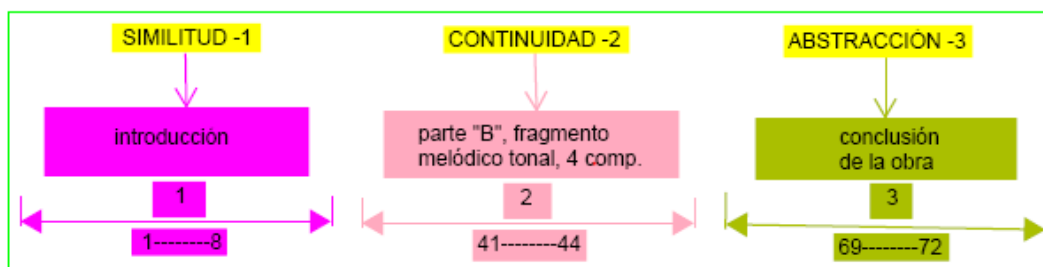 SIMILITUD -1
CONTINUIDAD -2
ABSTRACCIÓN -3
introducción
parte "B", fragmento
melódico tonal, 4 comp.
conclusión
de la obra
1
2
3
1--------8
41--------44
69--------72